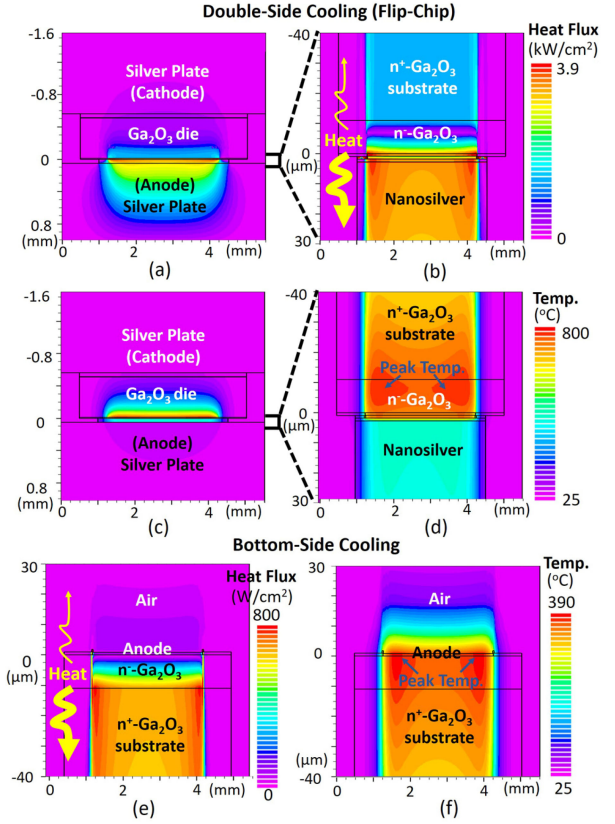 Double-Side Cooling (Flip-Chip)
-1.6
-0.8
0
0.8
(mm)
Silver Plate
(Cathode)
Ga2O3 die
(Anode)
Silver Plate
0 2 4 (mm)
(a)
-40
(μm)
0
30
n+-Ga2O3
substrate
n--Ga2O3
Heat
Nanosilver
0 2 4 (mm)
(b)
Heat Flux
(kW/cm2)
3.9
0
-1.6
-0.8
0
0.8
(mm)
Silver Plate
(Cathode)
Ga2O3 die
(Anode)
Silver Plate
0 2 4 (mm)
(c)
-40
0
(μm)
30
n+-Ga2O3
substrate
Peak Temp.
n--Ga2O3
Nanosilver
0 2 4 (mm)
(d)
Temp.
(oC)
800
25
Bottom-Side Cooling
30
0
(μm)
-40
Air
Anode
n--Ga2O3
Heat
n+-Ga2O3
substrate
0 2 4 (mm)
(e)
Heat Flux
(W/cm2)
800
0
30
0
(μm)
-40
Air
Anode
Peak Temp.
n+-Ga2O3
substrate
0 2 4 (mm)
(f)
Temp.
(oC)
390
25